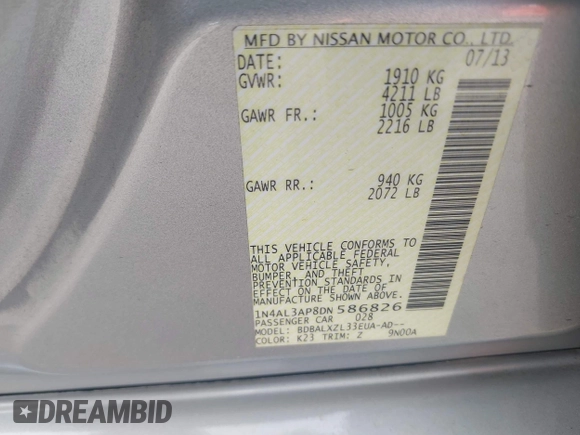 MFD BY NISSAN MOTOR CO., LTD.
DATE: 07/13
GVWR: 1910 KG
4211 LB
GAWR FR.: 1005 KG
2216 LB
GAWR RR.: 940 KG
2072 LB
THIS VEHICLE CONFORMS TO
ALL APPLICABLE FEDERAL
MOTOR VEHICLE SAFETY,
BUMPER, AND THEFT
PREVENTION STANDARDS IN
EFFECT ON THE DATE OF
MANUFACTURE SHOWN ABOVE.
1N4AL3AP8DN 586826
PASSENGER CAR 028
MODEL: BDBALXZL33EUA-AD--
COLOR: K23 TRIM: Z 9N00A
DREAMBID